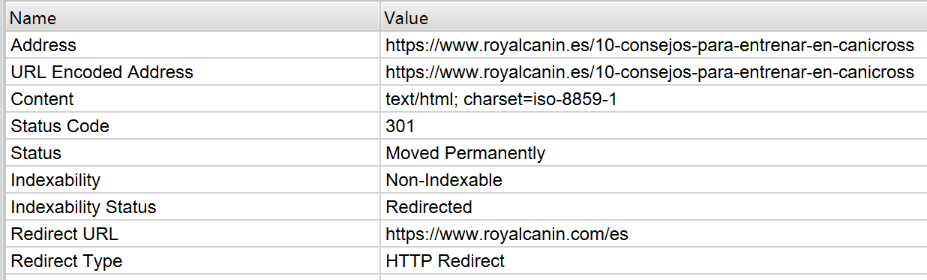 Name Value
Address https://www.royalcanin.es/10-consejos-para-entrenar-en-canicross
URL Encoded Address https://www.royalcanin.es/10-consejos-para-entrenar-en-canicross
Content text/html; charset=iso-8859-1
Status Code 301
Status Moved Permanently
Indexability Non-Indexable
Indexability Status Redirected
Redirect URL https://www.royalcanin.com/es
Redirect Type HTTP Redirect